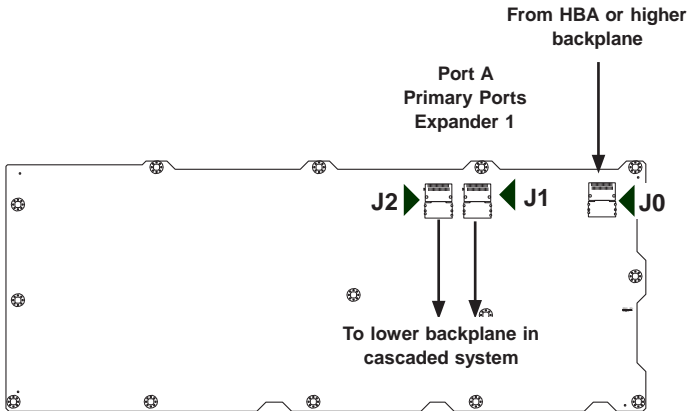 From HBA or higher
backplane
Port A
Primary Ports
Expander 1
J2
J1
J0
To lower backplane in
cascaded system